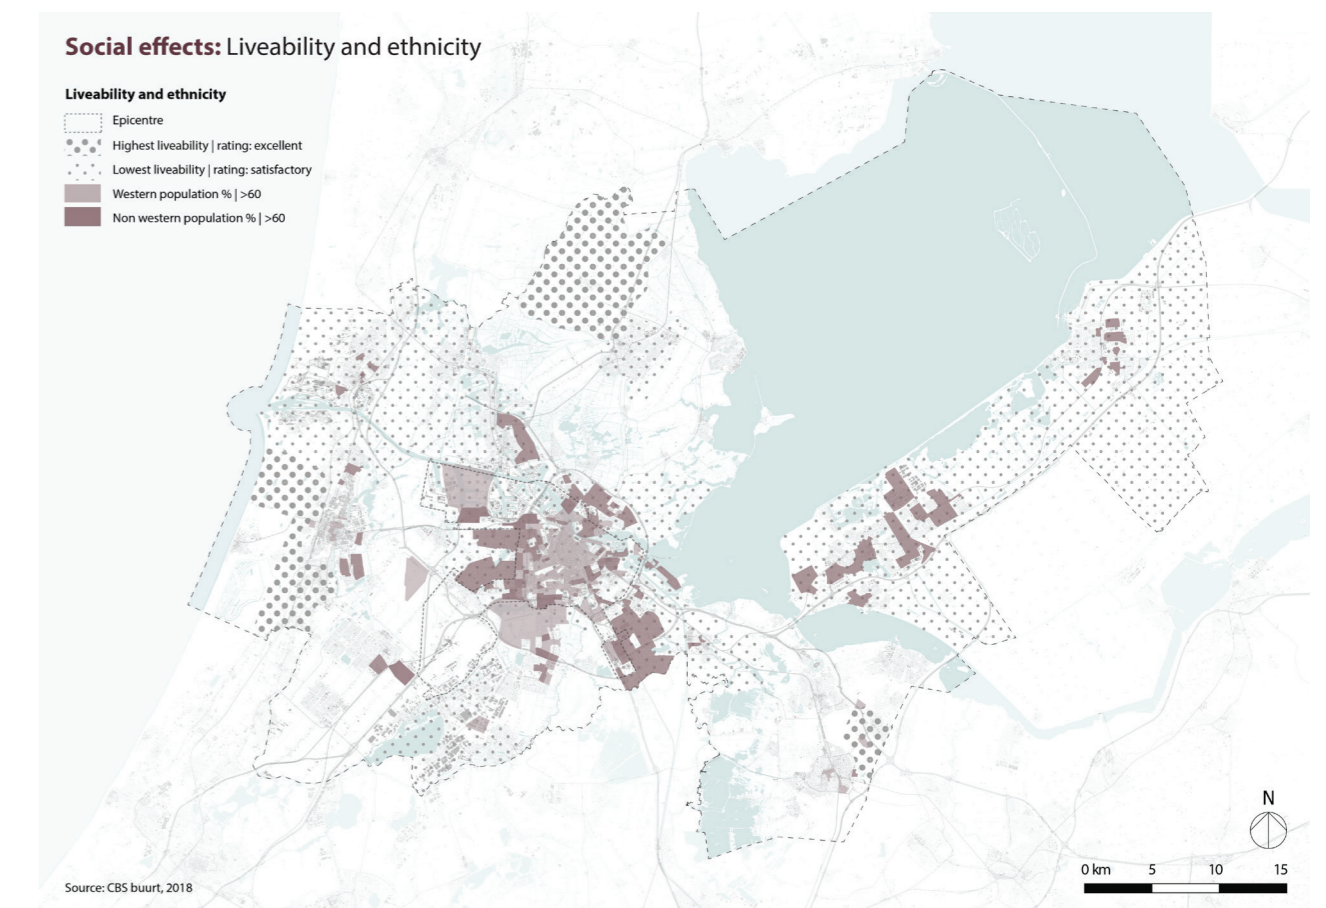 Social effects: Liveability and ethnicity
Liveability and ethnicity
Epicentre
Highest liveability | rating: excellent
Lowest liveability | rating: satisfactory
Western population % | >60
Non western population % | >60
N
0 km 5 10 15
Source: CBS buurt, 2018